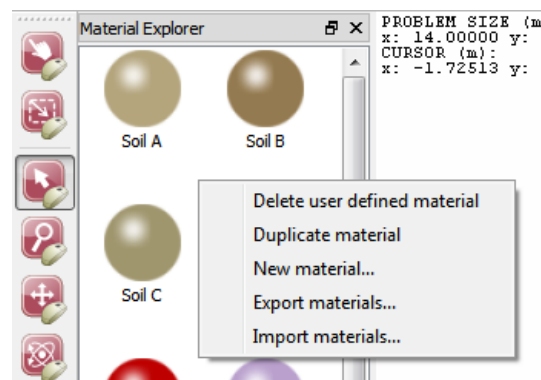 Material Explorer
PROBLEM SIZE (m
x: 14.00000 y:
CURSOR (m):
x: -1.72513 y:
Soil A
Soil B
Soil C
Delete user defined material
Duplicate material
New material...
Export materials...
Import materials...